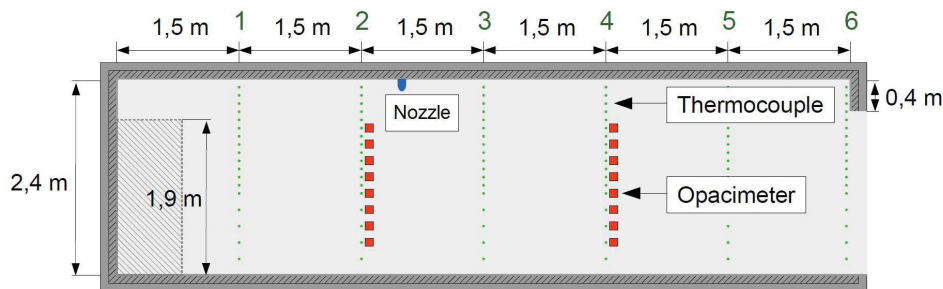 1 2 3 4 5 6
1,5 m 1,5 m 1,5 m 1,5 m 1,5 m 1,5 m
Nozzle
Thermocouple
0,4 m
2,4 m
1,9 m
Opacimeter